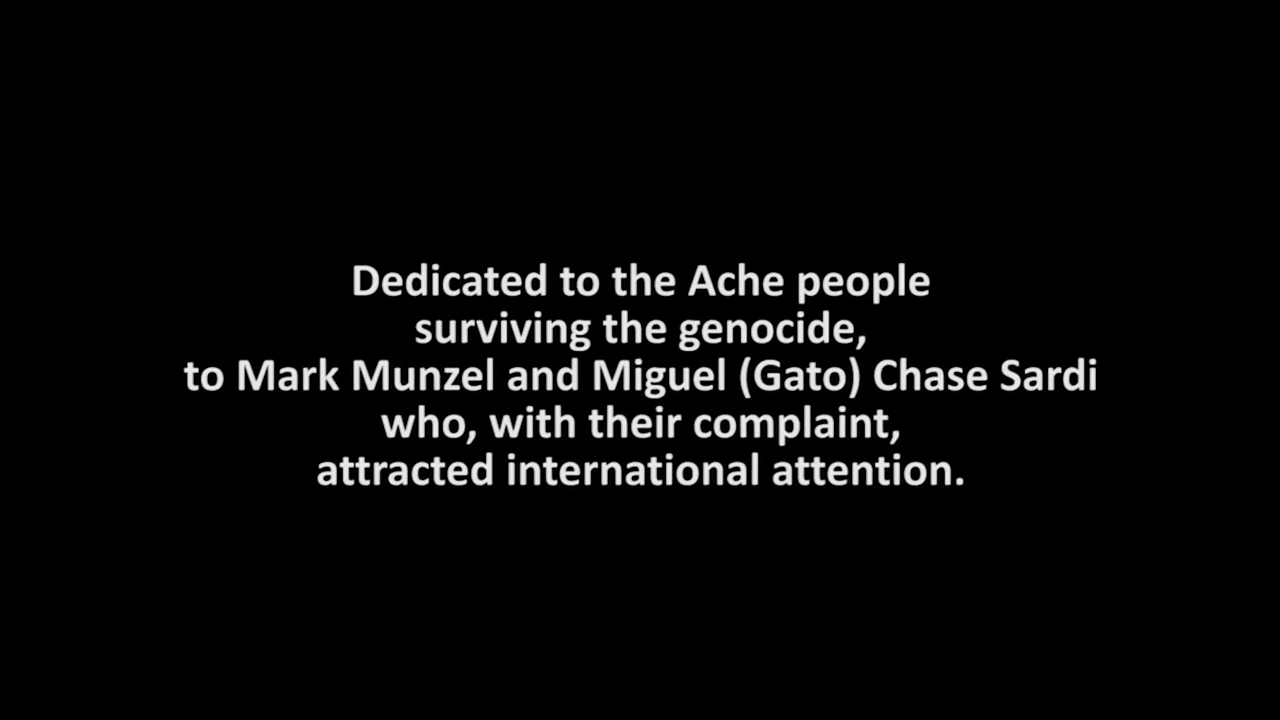 Dedicated to the Ache people
surviving the genocide,
to Mark Munzel and Miguel (Gato) Chase Sardi
who, with their complaint,
attracted international attention.